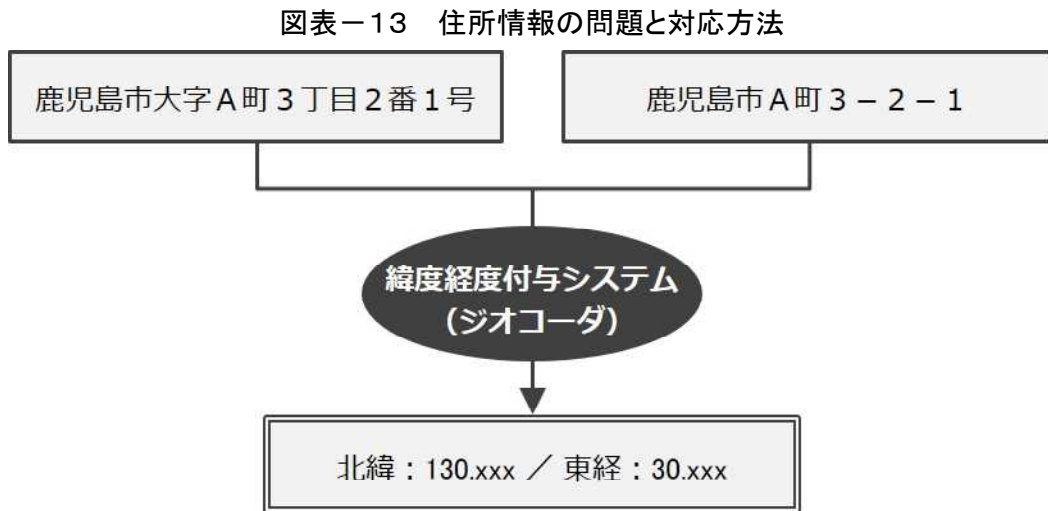 図表－13　住所情報の問題と対応方法
鹿児島市大字Ａ町３丁目２番１号
鹿児島市Ａ町３－２－１
緯度経度付与システム
（ジオコーダ）
北緯：130.xxx ／ 東経：30.xxx